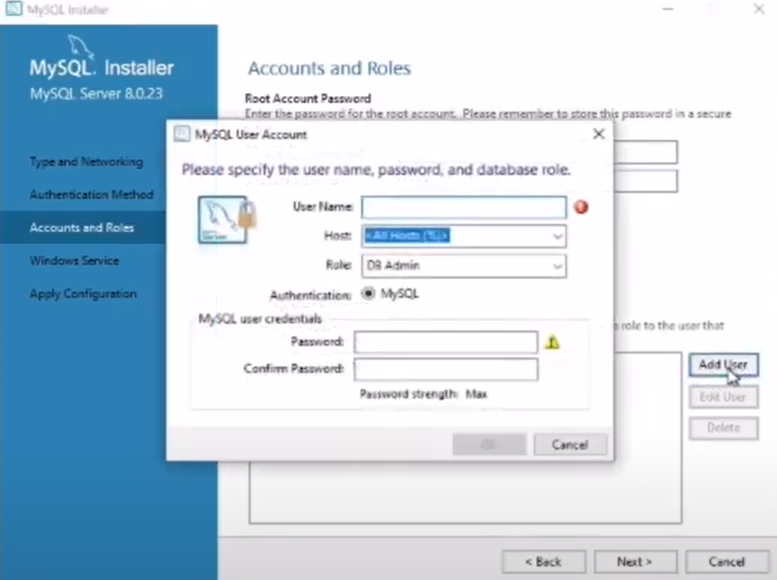 MySQL Installer
MySQL. Installer
MySQL Server 8.0.23
Type and Networking
Authentication Method
Accounts and Roles
Windows Service
Apply Configuration
Accounts and Roles
Root Account Password
Enter the password for the root account. Please remember to store this password in a secure
MySQL User Account
Please specify the user name, password, and database role.
User Name:
Host: <All Hosts (%)>
Role: DB Admin
Authentication: MySQL
MySQL user credentials
Password:
Confirm Password:
Password strength: Max
OK Cancel
role to the user that
Add User
Edit User
Delete
< Back Next > Cancel